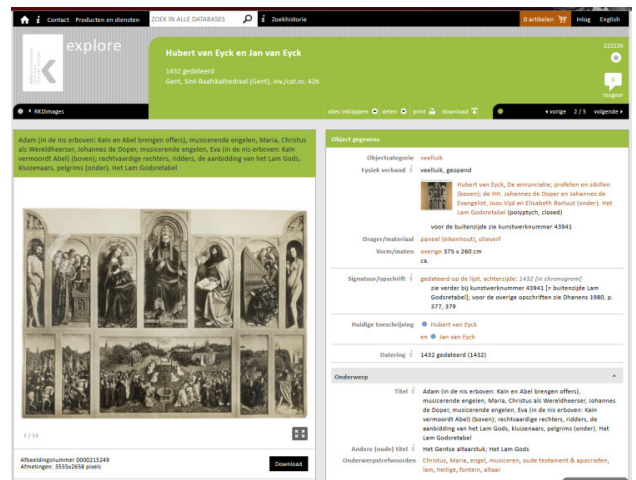 i Contact Producten en diensten ZOEK IN ALLE DATABASES i Zoekhistorie 0 artikelen Inlog English
explore
Hubert van Eyck en Jan van Eyck
215156
1432 gedateerd
Gent, Sint-Baafskathedraal (Gent), inv./cat.nr. 426
reageer
RKDimages
alles inklappen delen print download
vorige 2 / 5 volgende
Adam (in de nis erboven: Kain en Abel brengen offers), musicerende engelen, Maria, Christus
als Wereldheerser, Johannes de Doper, musicerende engelen, Eva (in de nis erboven: Kain
vermoordt Abel) (boven); rechtvaardige rechters, ridders, de aanbidding van het Lam Gods,
kluizenaars, pelgrims (onder). Het Lam Godsretabel
1 / 53
Afbeeldingsnummer 0000215249
Afmetingen: 3555x2658 pixels
Download
Object gegevens
Objectcategorie veelluik
Fysiek verband i veelluik, geopend
Hubert van Eyck, De annunciatie; profeten en sibillen
(boven); de HH. Johannes de Doper en Johannes de
Evangelist, Joos Vijd en Elisabeth Borluut (onder). Het
Lam Godsretabel (polyptych, closed)
voor de buitenzijde zie kunstwerknummer 43941
Drager/materiaal paneel (eikenhout), olieverf
Vorm/maten overige 375 x 260 cm
ca.
Signatuur/opschrift i gedateerd op de lijst, achterzijde: 1432 [in chronogram]
zie verder bij kunstwerknummer 43941 [= buitenzijde Lam
Godsretabel]; voor de overige opschriften zie Dhanens 1980, p.
377, 379
Huidige toeschrijving Hubert van Eyck
en Jan van Eyck
Datering i 1432 gedateerd (1432)
Onderwerp
Titel i Adam (in de nis erboven: Kain en Abel brengen offers),
musicerende engelen, Maria, Christus als Wereldheerser, Johannes
de Doper, musicerende engelen, Eva (in de nis erboven: Kain
vermoordt Abel) (boven); rechtvaardige rechters, ridders, de
aanbidding van het Lam Gods, kluizenaars, pelgrims (onder). Het
Lam Godsretabel
Andere (oude) titel i Het Gentse altaarstuk; Het Lam Gods
Onderwerpstrefwoorden Christus, Maria, engel, musiceren, oude testament & apocriefen,
lam, heilige, fontein, altaar